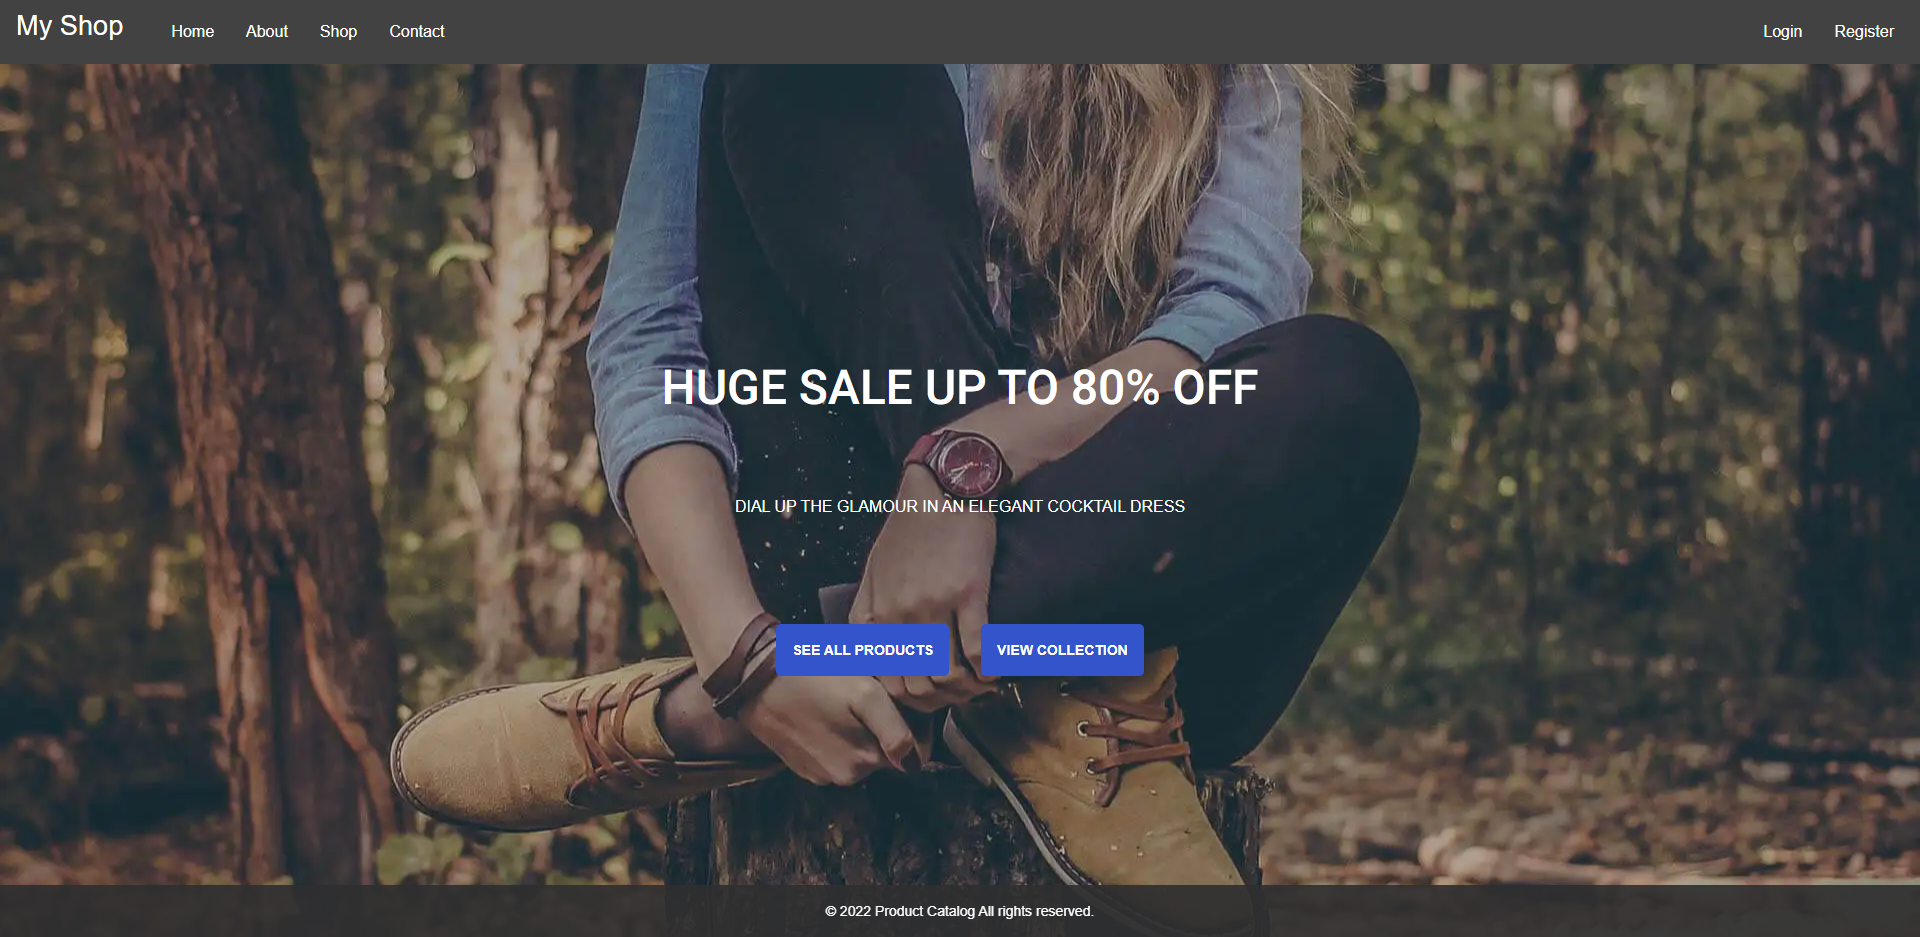 My Shop
Home About Shop Contact Login Register
HUGE SALE UP TO 80% OFF
DIAL UP THE GLAMOUR IN AN ELEGANT COCKTAIL DRESS
SEE ALL PRODUCTS VIEW COLLECTION
© 2022 Product Catalog All rights reserved.